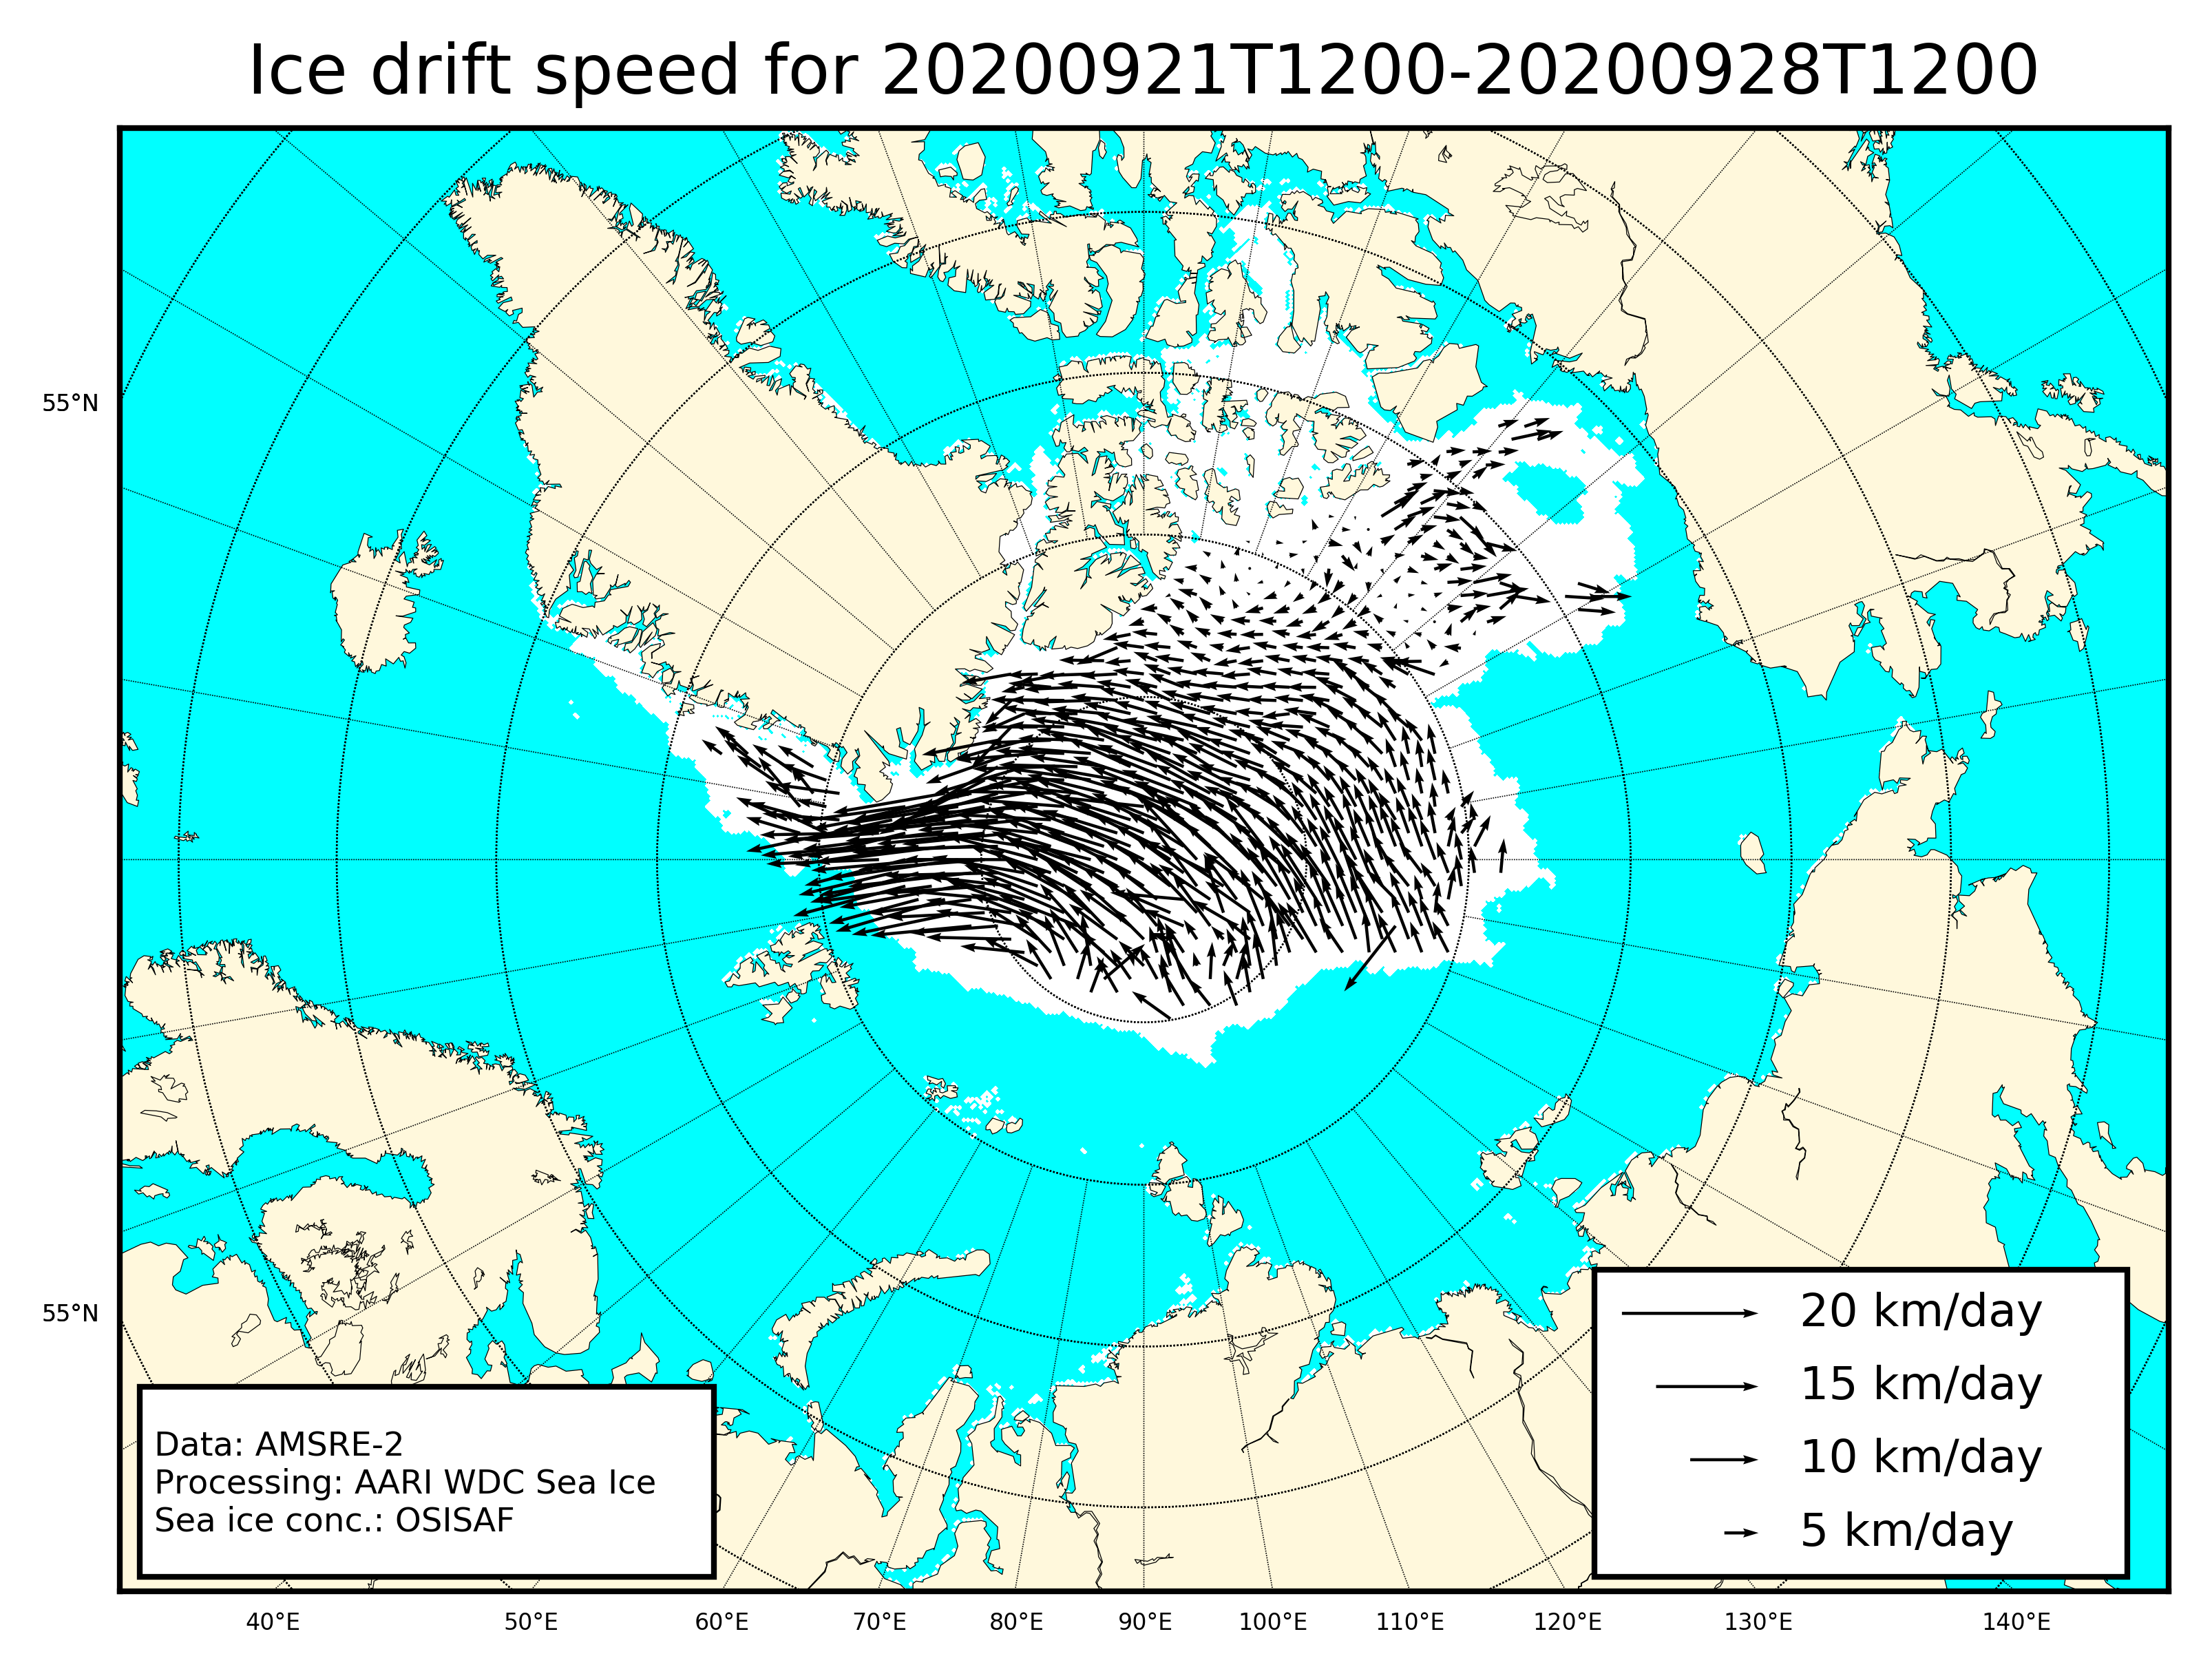 Ice drift speed for 20200921T1200-20200928T1200
55°N
55°N
20 km/day
15 km/day
10 km/day
5 km/day
Data: AMSRE-2
Processing: AARI WDC Sea Ice
Sea ice conc.: OSISAF
40°E 50°E 60°E 70°E 80°E 90°E 100°E 110°E 120°E 130°E 140°E